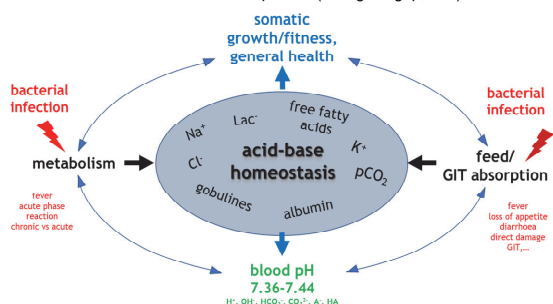 somatic
growth/fitness,
general health
bacterial
infection
bacterial
infection
free fatty
acids
Lac-
Na+
K+
metabolism
acid-base
homeostasis
feed/
GIT absorption
Cl-
pCO2
gobulines
albumin
fever
acute phase
reaction
chronic vs acute
fever
loss of appetite
diarrhoea
direct damage
GIT,...
blood pH
7.36-7.44
H+, OH-, HCO3-, CO32-, A-, HA